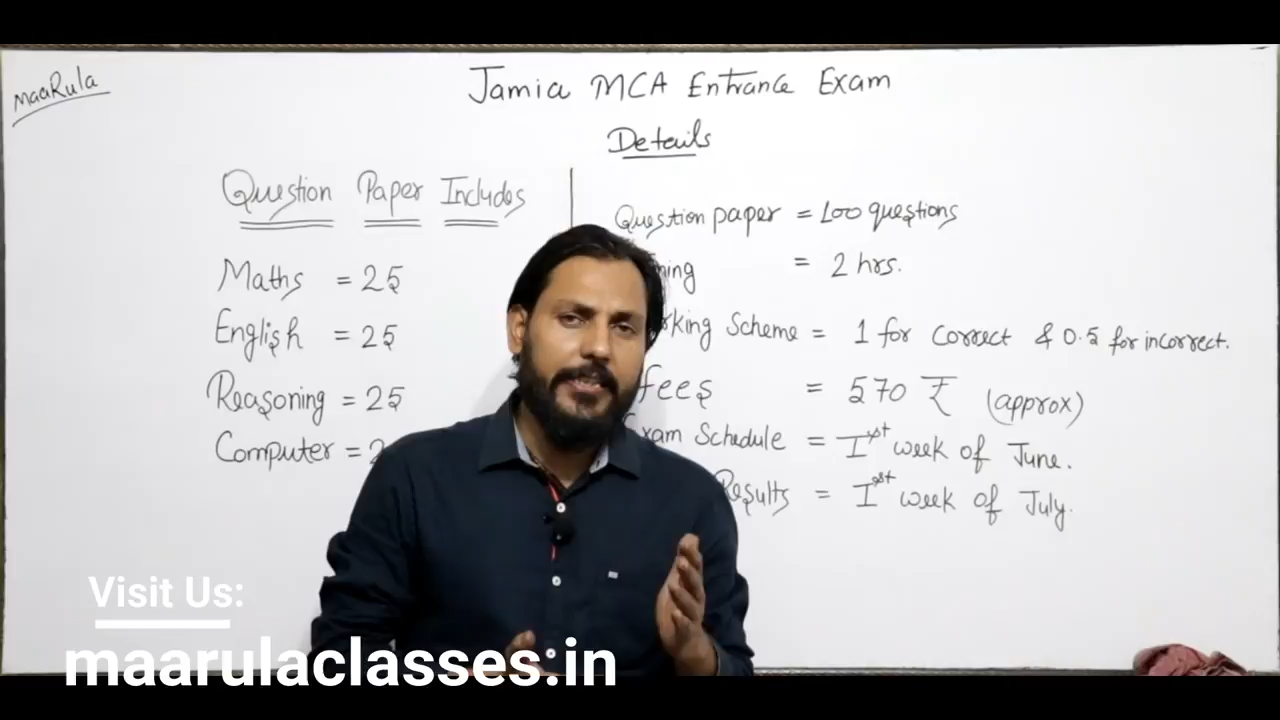 MaaRula
Jamia MCA Entrance Exam
Details
Question Paper Includes
Maths = 25
English = 25
Reasoning = 25
Computer = 2
Question paper = 100 questions
= 2 hrs.
Scheme = 1 for correct & 0.5 for incorrect.
fees = 570 ₹ (approx)
Exam Schedule = Ist week of June.
Results = Ist week of July.
Visit Us:
maarulaclasses.in